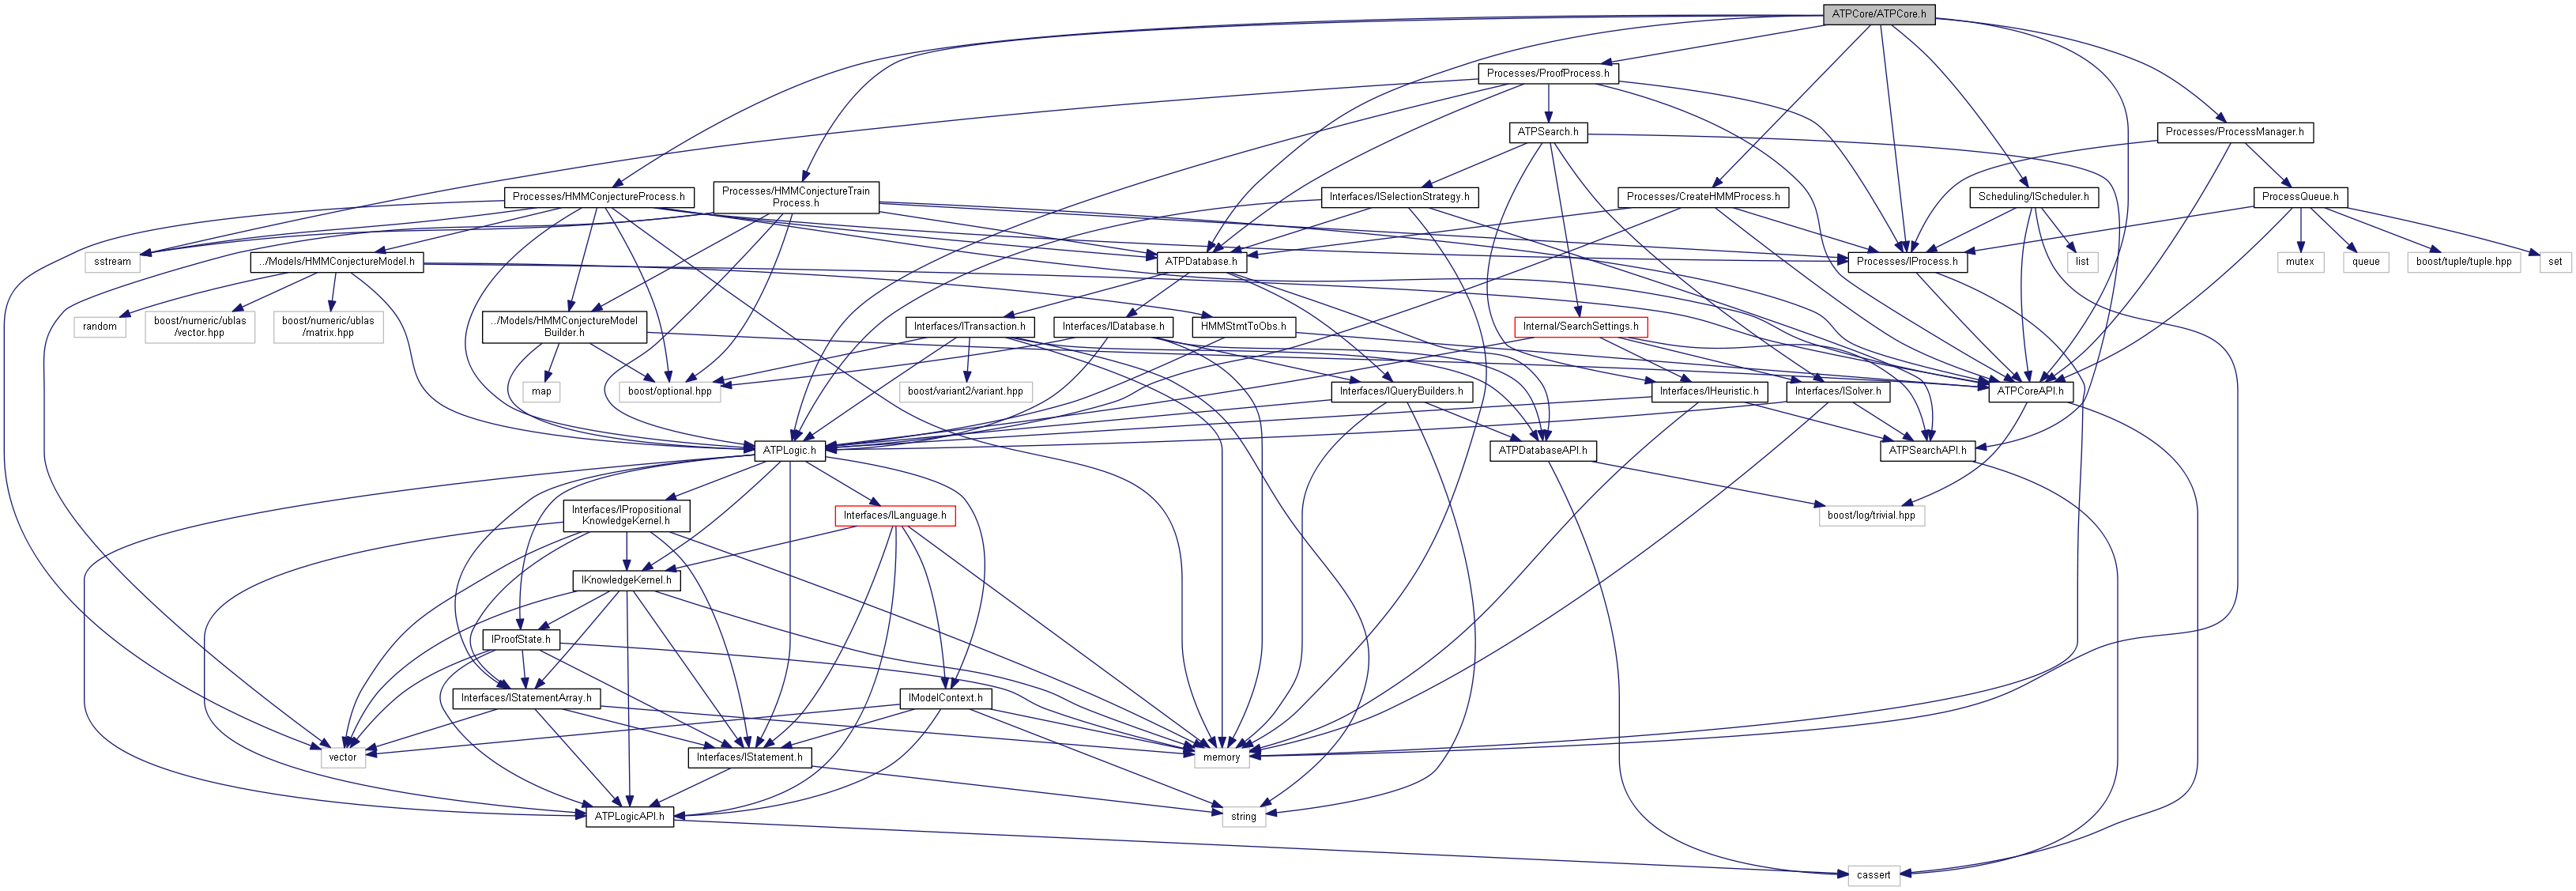 ATPCore/ATPCore.h
Processes/ProofProcess.h
ATPSearch.h
Processes/ProcessManager.h
Processes/HMMConjectureProcess.h
Processes/HMMConjectureTrain
Process.h
Interfaces/ISelectionStrategy.h
Processes/CreateHMMProcess.h
Scheduling/IScheduler.h
ProcessQueue.h
sstream
../Models/HMMConjectureModel.h
ATPDatabase.h
Processes/IProcess.h
list
mutex
queue
boost/tuple/tuple.hpp
set
random
boost/numeric/ublas
/vector.hpp
boost/numeric/ublas
/matrix.hpp
../Models/HMMConjectureModel
Builder.h
Interfaces/ITransaction.h
Interfaces/IDatabase.h
HMMStmtToObs.h
Internal/SearchSettings.h
map
boost/optional.hpp
boost/variant2/variant.hpp
Interfaces/IQueryBuilders.h
Interfaces/IHeuristic.h
Interfaces/ISolver.h
ATPCoreAPI.h
ATPLogic.h
ATPDatabaseAPI.h
ATPSearchAPI.h
Interfaces/IPropositional
KnowledgeKernel.h
Interfaces/ILanguage.h
boost/log/trivial.hpp
IKnowledgeKernel.h
IProofState.h
Interfaces/IStatementArray.h
IModelContext.h
vector
Interfaces/IStatement.h
memory
ATPLogicAPI.h
string
cassert